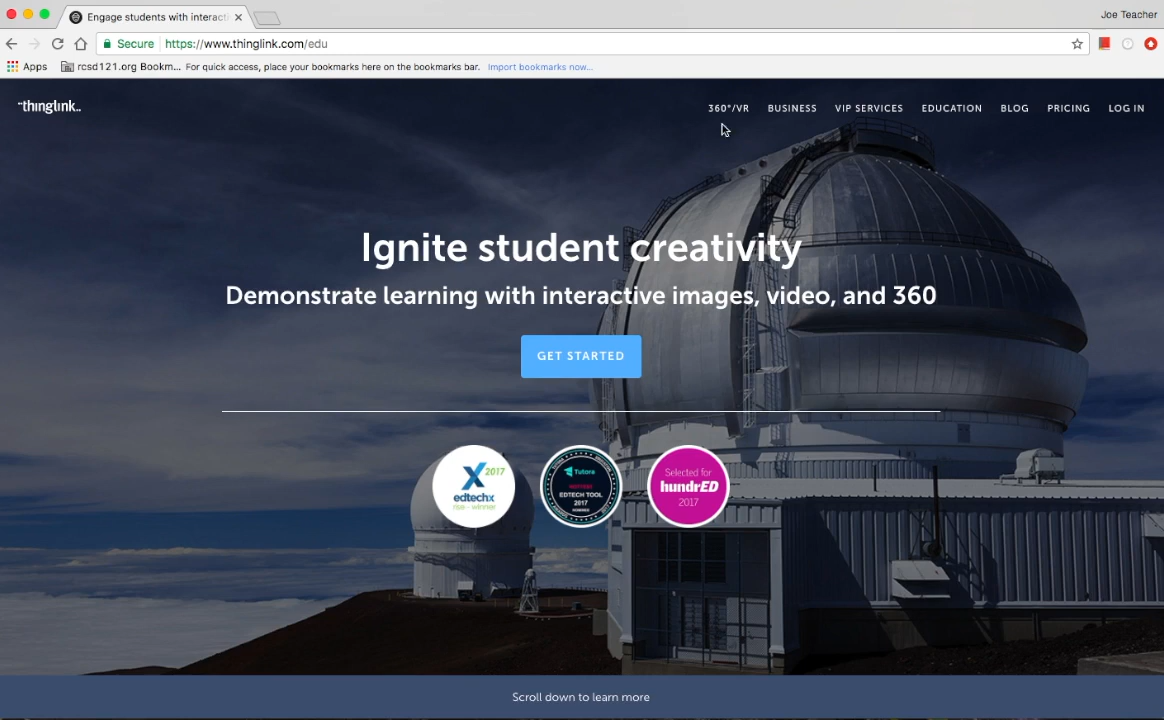 Engage students with interacti
Joe Teacher
Secure https://www.thinglink.com/edu
Apps rcsd121.org Bookm... For quick access, place your bookmarks here on the bookmarks bar. Import bookmarks now...
thinglink..
360°/VR BUSINESS VIP SERVICES EDUCATION BLOG PRICING LOG IN
Ignite student creativity
Demonstrate learning with interactive images, video, and 360
GET STARTED
X 2017
edtechx
rise winner
Tutora
EDTECH TOOL
2017
Selected for
hundrED
2017
Scroll down to learn more